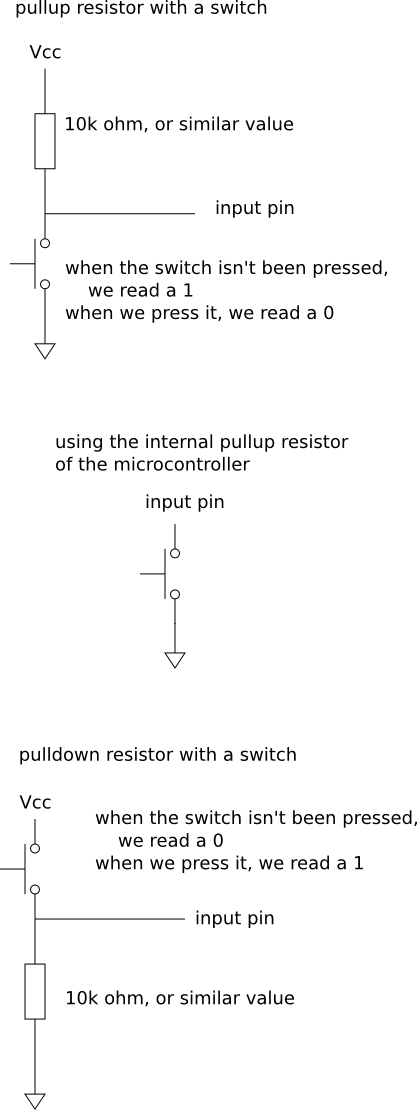 pullup resistor with a switch
Vcc
10k ohm, or similar value
input pin
when the switch isn't been pressed,
we read a 1
when we press it, we read a 0
using the internal pullup resistor
of the microcontroller
input pin
pulldown resistor with a switch
Vcc
when the switch isn't been pressed,
we read a 0
when we press it, we read a 1
input pin
10k ohm, or similar value